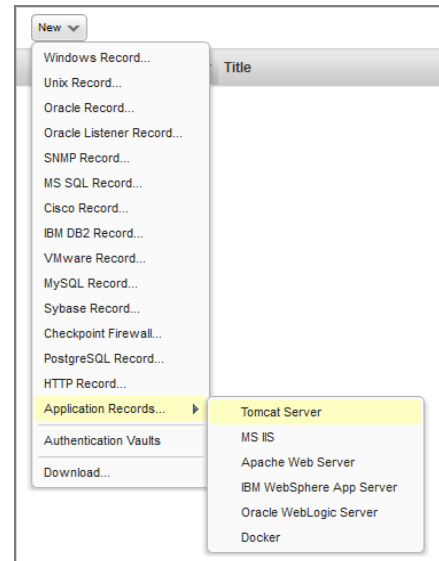 New
Title
Windows Record...
Unix Record...
Oracle Record...
Oracle Listener Record...
SNMP Record...
MS SQL Record...
Cisco Record...
IBM DB2 Record...
VMware Record...
MySQL Record...
Sybase Record...
Checkpoint Firewall...
PostgreSQL Record...
HTTP Record...
Application Records...
Tomcat Server
MS IIS
Apache Web Server
IBM WebSphere App Server
Oracle WebLogic Server
Docker
Authentication Vaults
Download...